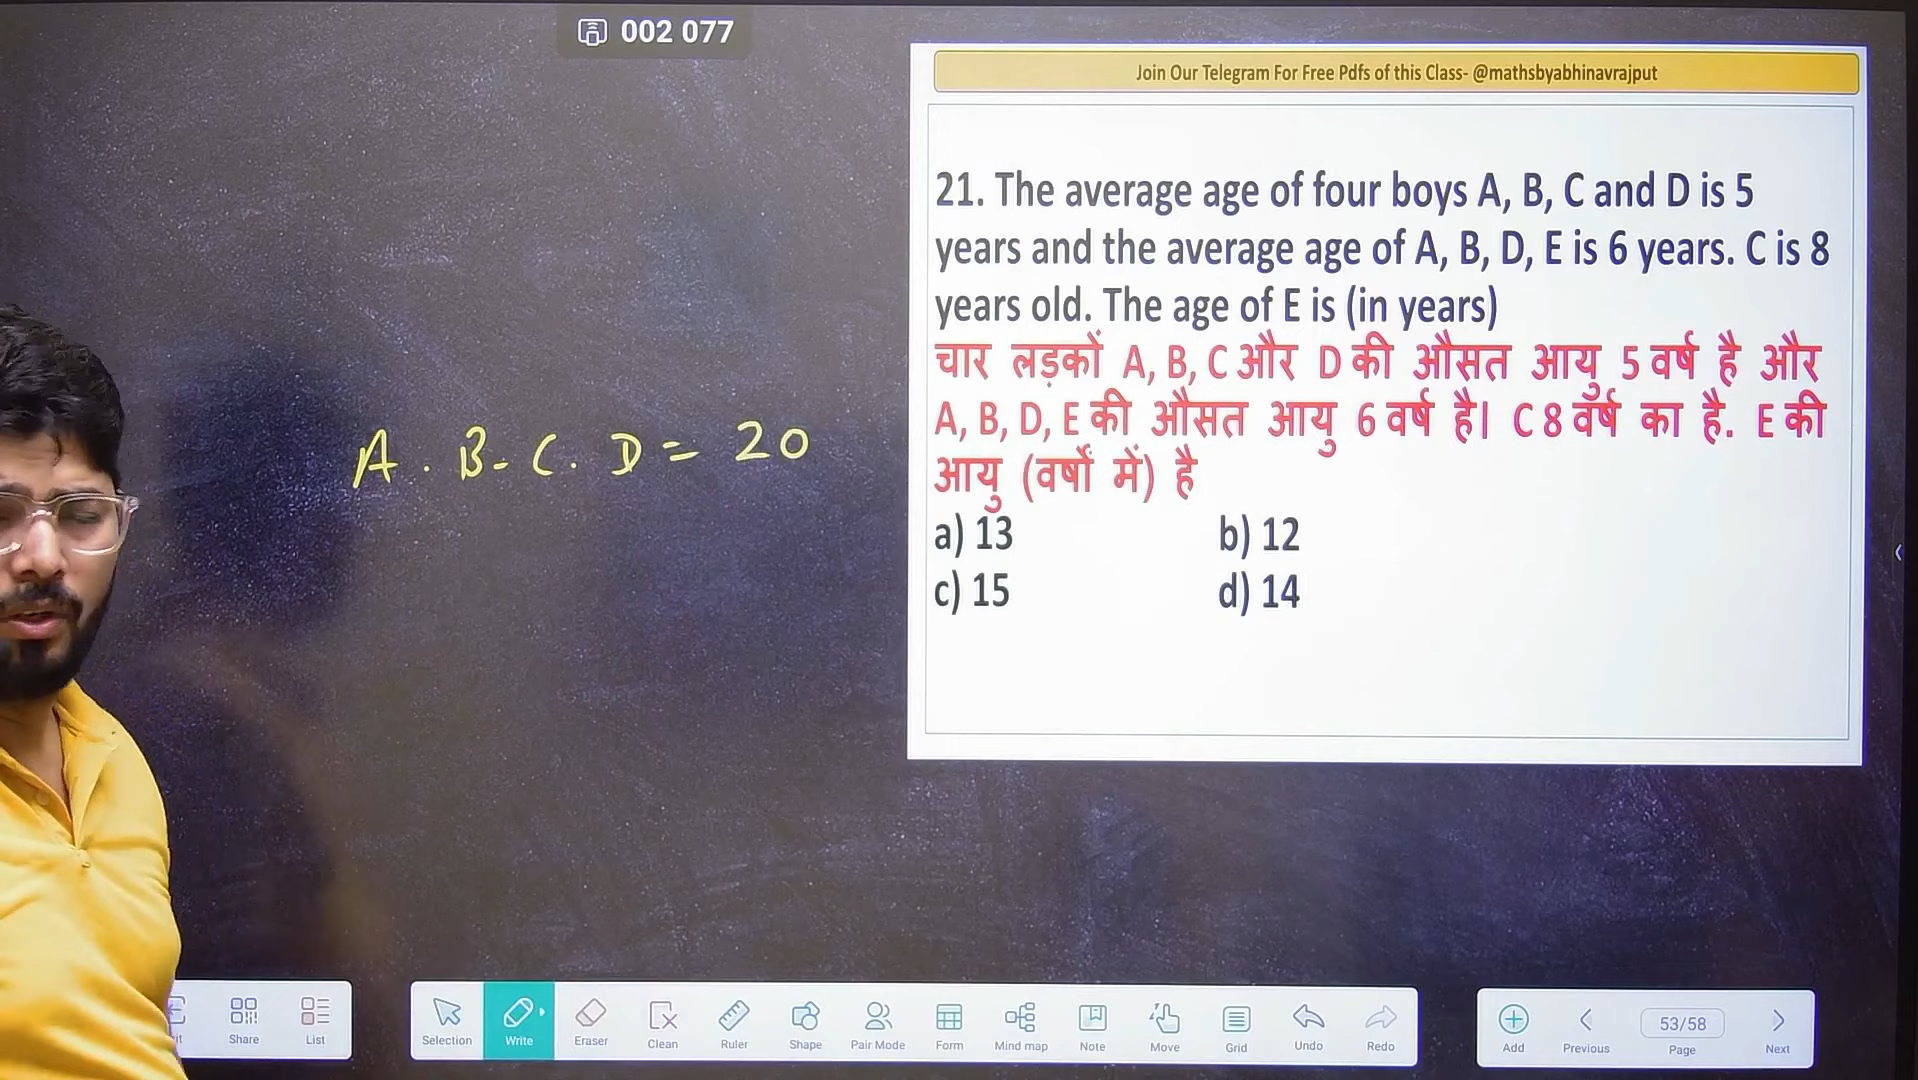 002 077
Join Our Telegram For Free Pdfs of this Class- @mathsbyabhinavrajput
21. The average age of four boys A, B, C and D is 5
years and the average age of A, B, D, E is 6 years. C is 8
years old. The age of E is (in years)
चार लड़कों A, B, C और D की औसत आयु 5 वर्ष है और
A, B, D, E की औसत आयु 6 वर्ष है| C 8 वर्ष का है. E की
आयु (वर्षों में) है
a) 13 b) 12
c) 15 d) 14
A . B - C . D = 20
Share List
Selection Write Eraser Clean Ruler Shape Pair Mode Form Mind map Note Move Grid Undo Redo
53/58
Add Previous Page Next